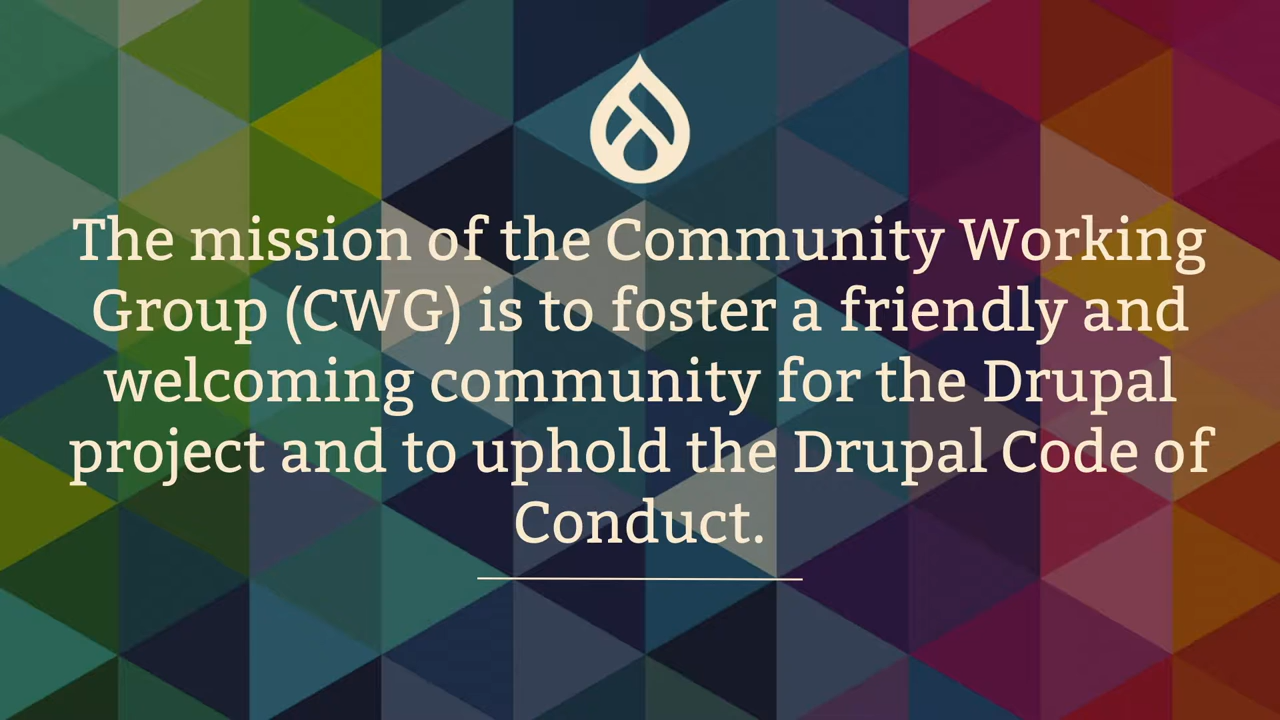 The mission of the Community Working
Group (CWG) is to foster a friendly and
welcoming community for the Drupal
project and to uphold the Drupal Code of
Conduct.